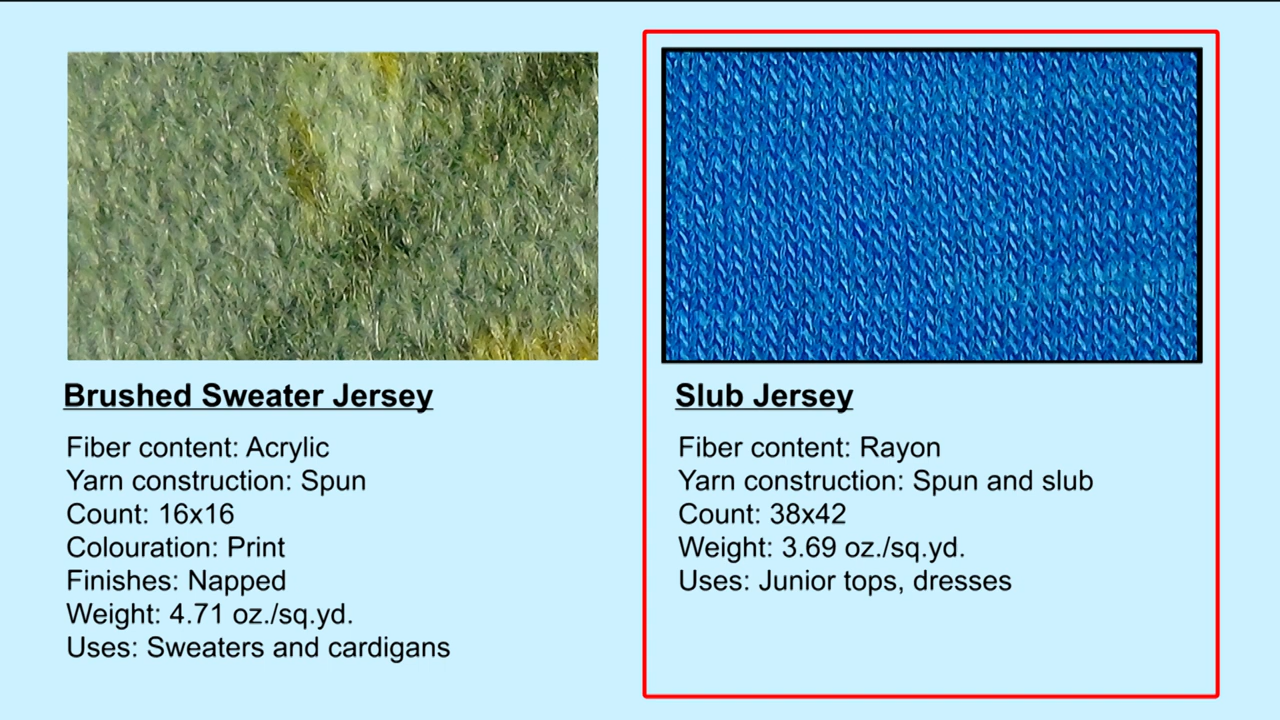 Brushed Sweater Jersey
Fiber content: Acrylic
Yarn construction: Spun
Count: 16x16
Colouration: Print
Finishes: Napped
Weight: 4.71 oz./sq.yd.
Uses: Sweaters and cardigans
Slub Jersey
Fiber content: Rayon
Yarn construction: Spun and slub
Count: 38x42
Weight: 3.69 oz./sq.yd.
Uses: Junior tops, dresses